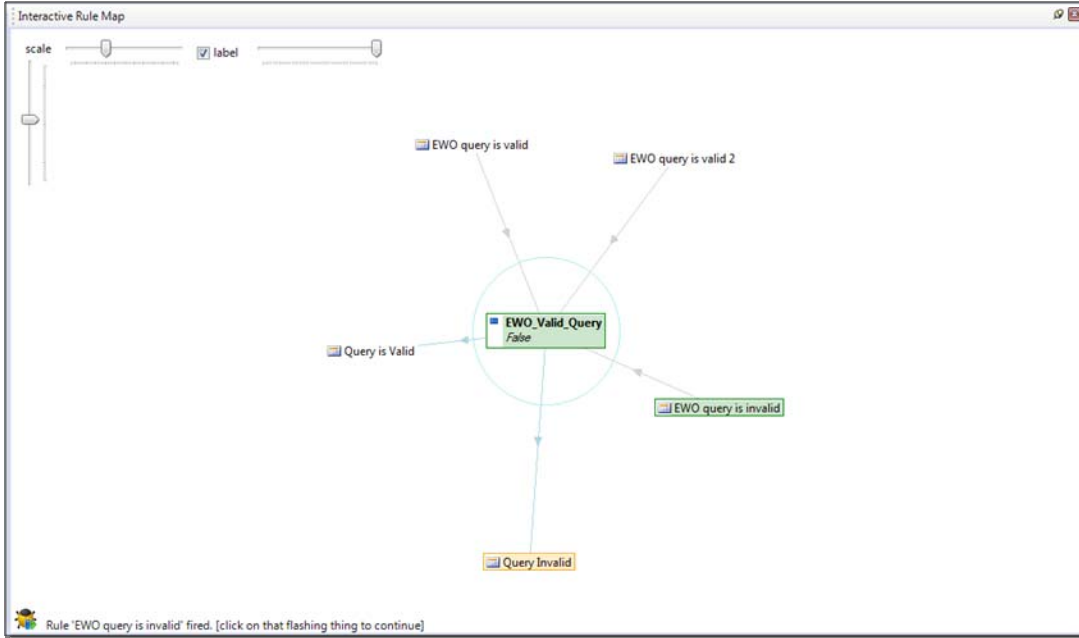 Interactive Rule Map
scale
label
EWO query is valid
EWO query is valid 2
EWO_Valid_Query
False
Query is Valid
EWO query is invalid
Query Invalid
Rule 'EWO query is invalid' fired. [click on that flashing thing to continue]